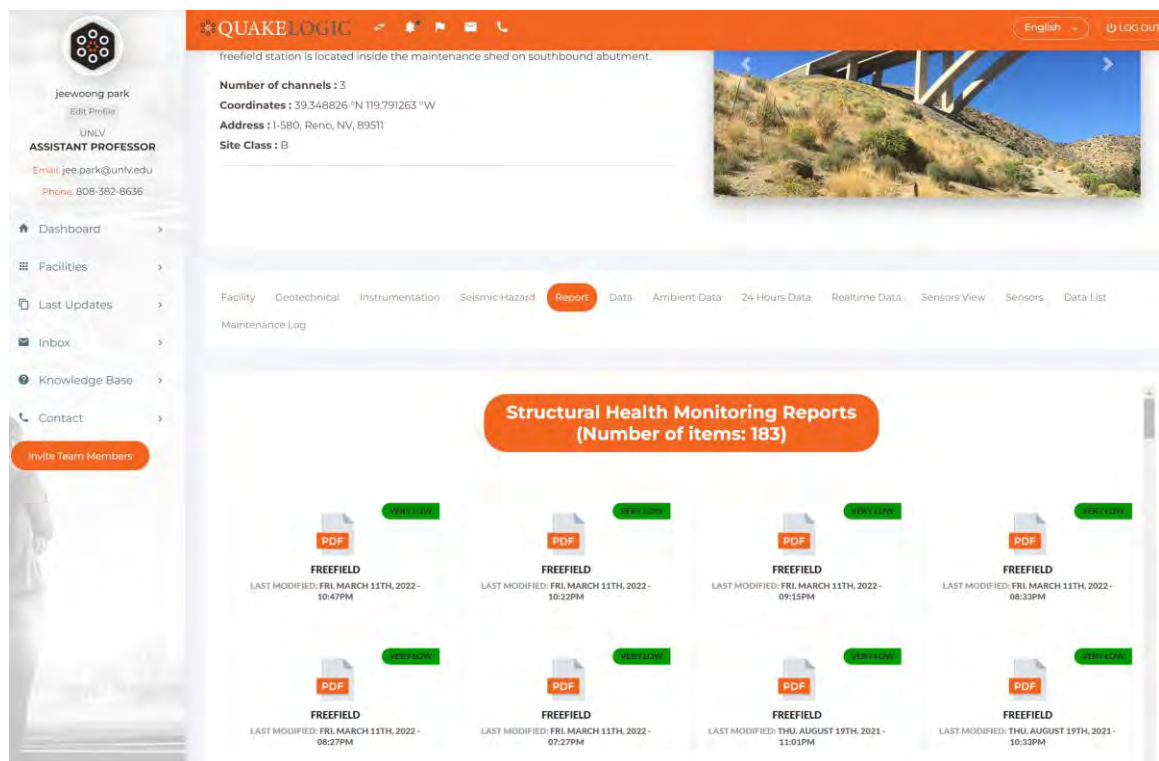 QUAKELOGIC
English
LOG OUT
jeewoong park
Edit Profile
UNLV
ASSISTANT PROFESSOR
Email: jee.park@unlv.edu
Phone: 808-382-8636
Dashboard
Facilities
Last Updates
Inbox
Knowledge Base
Contact
Invite Team Members
freefield station is located inside the maintenance shed on southbound abutment.
Number of channels : 3
Coordinates : 39.348826 °N 119.791263 °W
Address : I-580, Reno, NV, 89511
Site Class : B
Facility Geotechnical Instrumentation Seismic Hazard Report Data Ambient Data 24 Hours Data Realtime Data Sensors View Sensors Data List
Maintenance Log
Structural Health Monitoring Reports
(Number of items: 183)
VERY LOW VERY LOW VERY LOW VERY LOW
PDF PDF PDF PDF
FREEFIELD FREEFIELD FREEFIELD FREEFIELD
LAST MODIFIED: FRI. MARCH 11TH, 2022 - LAST MODIFIED: FRI. MARCH 11TH, 2022 - LAST MODIFIED: FRI. MARCH 11TH, 2022 - LAST MODIFIED: FRI. MARCH 11TH, 2022 -
10:47PM 10:22PM 09:15PM 08:33PM
VERY LOW VERY LOW VERY LOW VERY LOW
PDF PDF PDF PDF
FREEFIELD FREEFIELD FREEFIELD FREEFIELD
LAST MODIFIED: FRI. MARCH 11TH, 2022 - LAST MODIFIED: FRI. MARCH 11TH, 2022 - LAST MODIFIED: THU. AUGUST 19TH, 2021 - LAST MODIFIED: THU. AUGUST 19TH, 2021 -
08:27PM 07:27PM 11:01PM 10:33PM